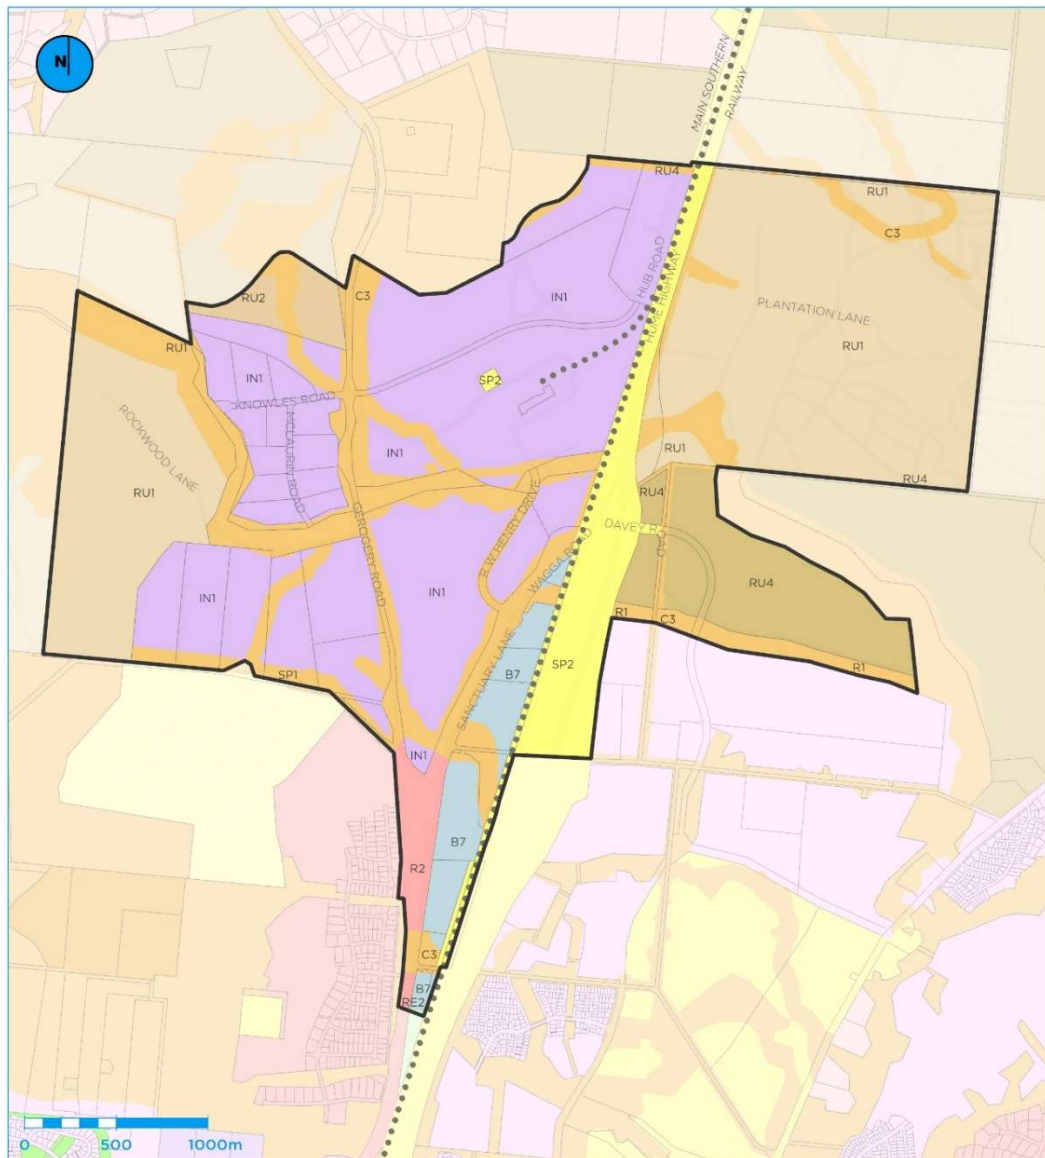 N
MAIN SOUTHERN
RAILWAY
RU4
RU1
C3
RU2
C3
IN1
HUB ROAD
HUME HIGHWAY
PLANTATION LANE
RU1
RU1
IN1
SP2
KNOWLES ROAD
MCLAURIN ROAD
ROCKWOOD LANE
IN1
RU1
RU1
RU4
RU4
GEROGERY ROAD
R.W HENRY DRIVE
WAGGA ROAD
DAVEY ROAD
IN1
IN1
RU4
R1
C3
SP2
B7
SANCTUARY LANE
R1
SP1
IN1
B7
R2
C3
B7
RE2
0
500
1000m